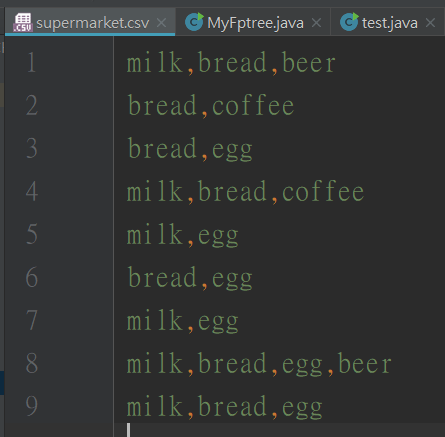 supermarket.csv MyFptree.java test.java
1 milk,bread,beer
2 bread,coffee
3 bread,egg
4 milk,bread,coffee
5 milk,egg
6 bread,egg
7 milk,egg
8 milk,bread,egg,beer
9 milk,bread,egg